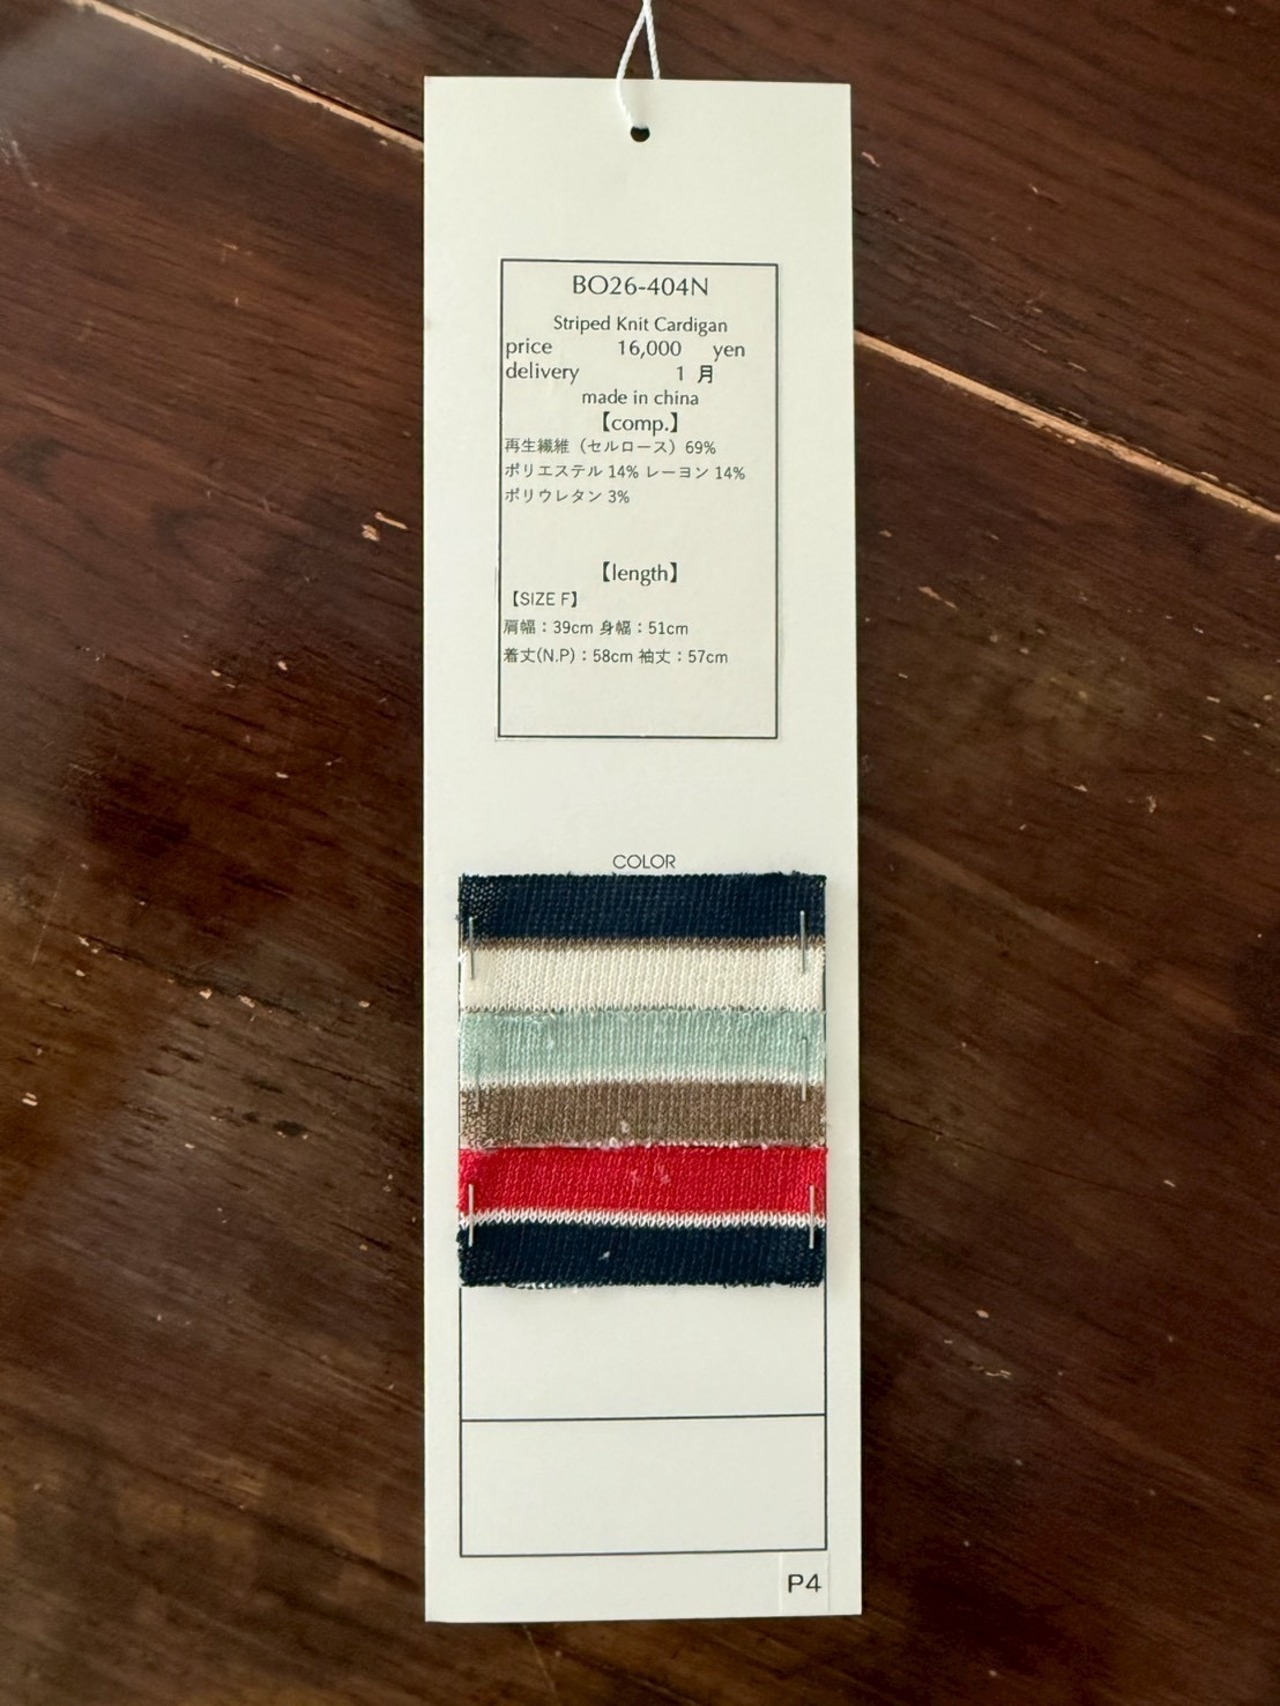 BO26-404N
Striped Knit Cardigan
price 16,000 yen
delivery 1 月
made in china
【comp.】
再生繊維（セルロース）69%
ポリエステル 14% レーヨン 14%
ポリウレタン 3%
【length】
【SIZE F】
肩幅：39cm 身幅：51cm
着丈(N.P)：58cm 袖丈：57cm
COLOR
P4